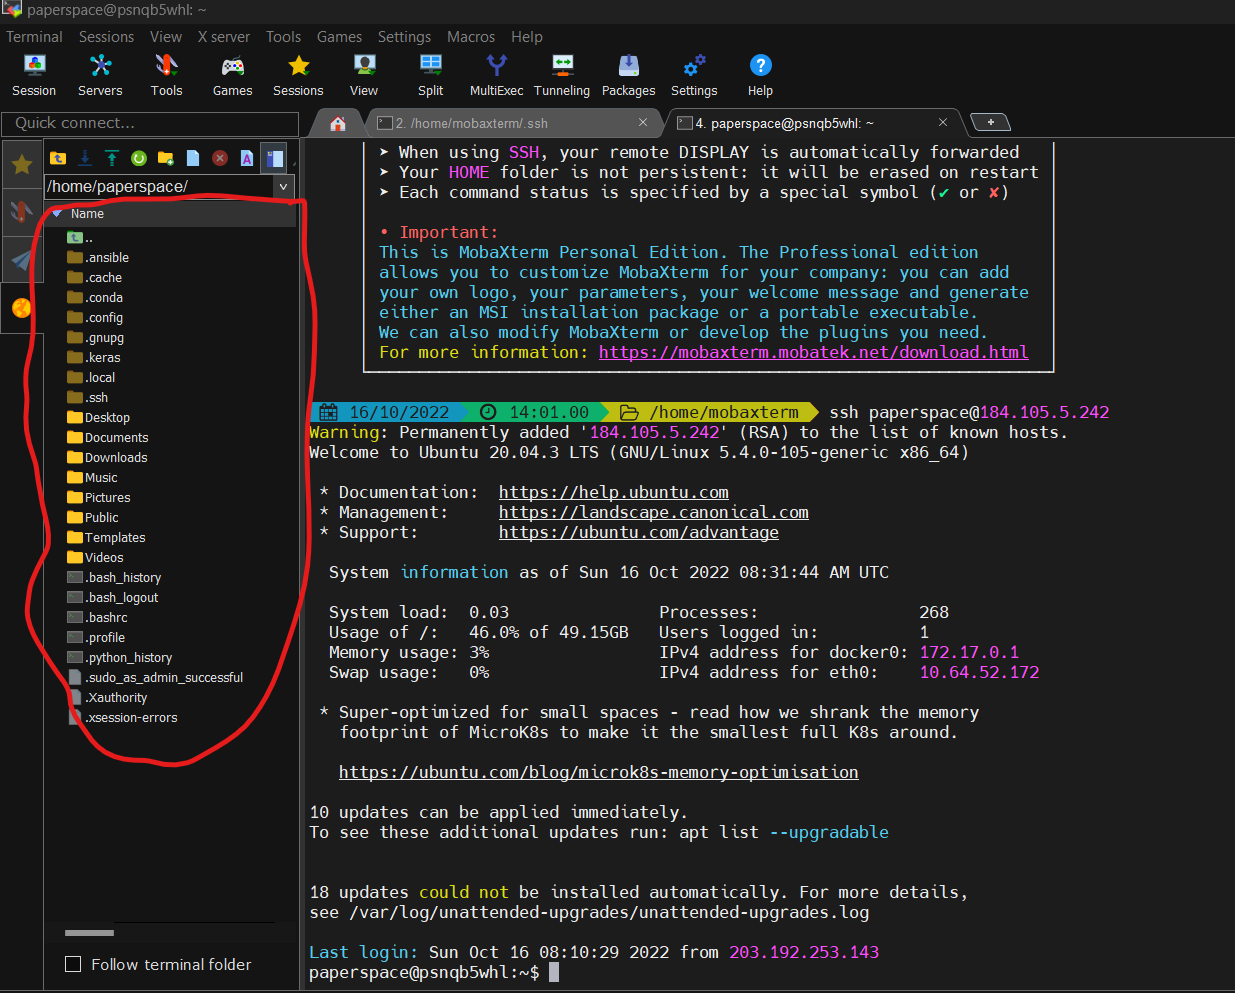 paperspace@psnqb5whl: ~
Terminal Sessions View X server Tools Games Settings Macros Help
Session Servers Tools Games Sessions View Split MultiExec Tunneling Packages Settings Help
Quick connect...
2. /home/mobaxterm/.ssh
4. paperspace@psnqb5whl: ~
/home/paperspace/
Name
..
.ansible
.cache
.conda
.config
.gnupg
.keras
.local
.ssh
Desktop
Documents
Downloads
Music
Pictures
Public
Templates
Videos
.bash_history
.bash_logout
.bashrc
.profile
.python_history
.sudo_as_admin_successful
.Xauthority
.xsession-errors
Follow terminal folder
➤ When using SSH, your remote DISPLAY is automatically forwarded
➤ Your HOME folder is not persistent: it will be erased on restart
➤ Each command status is specified by a special symbol (✔ or ✘)
• Important:
This is MobaXterm Personal Edition. The Professional edition
allows you to customize MobaXterm for your company: you can add
your own logo, your parameters, your welcome message and generate
either an MSI installation package or a portable executable.
We can also modify MobaXterm or develop the plugins you need.
For more information: https://mobaxterm.mobatek.net/download.html
16/10/2022 14:01.00 /home/mobaxterm ssh paperspace@184.105.5.242
Warning: Permanently added '184.105.5.242' (RSA) to the list of known hosts.
Welcome to Ubuntu 20.04.3 LTS (GNU/Linux 5.4.0-105-generic x86_64)
* Documentation: https://help.ubuntu.com
* Management: https://landscape.canonical.com
* Support: https://ubuntu.com/advantage
System information as of Sun 16 Oct 2022 08:31:44 AM UTC
System load: 0.03 Processes: 268
Usage of /: 46.0% of 49.15GB Users logged in: 1
Memory usage: 3% IPv4 address for docker0: 172.17.0.1
Swap usage: 0% IPv4 address for eth0: 10.64.52.172
* Super-optimized for small spaces - read how we shrank the memory
footprint of MicroK8s to make it the smallest full K8s around.
https://ubuntu.com/blog/microk8s-memory-optimisation
10 updates can be applied immediately.
To see these additional updates run: apt list --upgradable
18 updates could not be installed automatically. For more details,
see /var/log/unattended-upgrades/unattended-upgrades.log
Last login: Sun Oct 16 08:10:29 2022 from 203.192.253.143
paperspace@psnqb5whl:~$